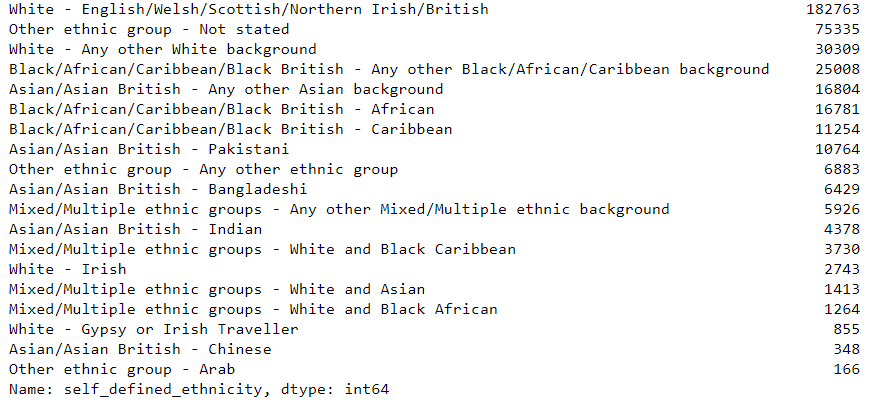 White - English/Welsh/Scottish/Northern Irish/British 182763
Other ethnic group - Not stated 75335
White - Any other White background 30309
Black/African/Caribbean/Black British - Any other Black/African/Caribbean background 25008
Asian/Asian British - Any other Asian background 16804
Black/African/Caribbean/Black British - African 16781
Black/African/Caribbean/Black British - Caribbean 11254
Asian/Asian British - Pakistani 10764
Other ethnic group - Any other ethnic group 6883
Asian/Asian British - Bangladeshi 6429
Mixed/Multiple ethnic groups - Any other Mixed/Multiple ethnic background 5926
Asian/Asian British - Indian 4378
Mixed/Multiple ethnic groups - White and Black Caribbean 3730
White - Irish 2743
Mixed/Multiple ethnic groups - White and Asian 1413
Mixed/Multiple ethnic groups - White and Black African 1264
White - Gypsy or Irish Traveller 855
Asian/Asian British - Chinese 348
Other ethnic group - Arab 166
Name: self_defined_ethnicity, dtype: int64